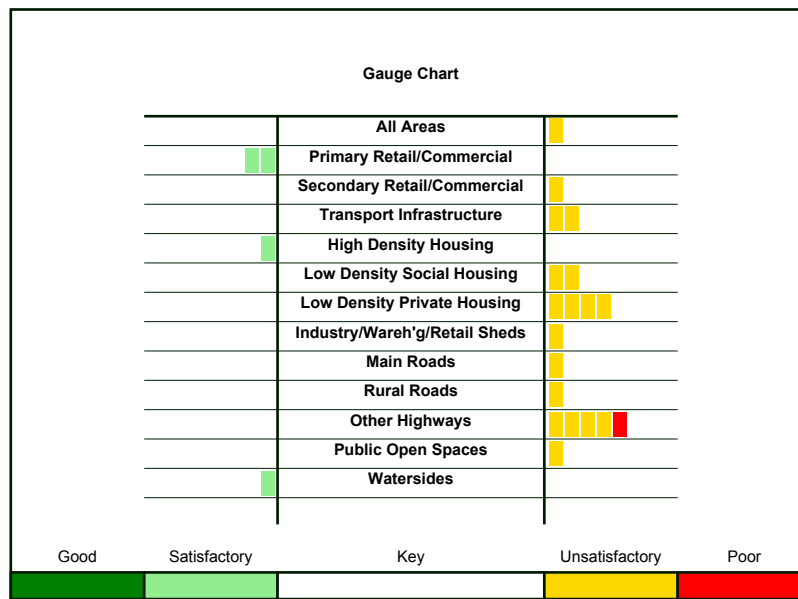 Gauge Chart
All Areas
Primary Retail/Commercial
Secondary Retail/Commercial
Transport Infrastructure
High Density Housing
Low Density Social Housing
Low Density Private Housing
Industry/Wareh'g/Retail Sheds
Main Roads
Rural Roads
Other Highways
Public Open Spaces
Watersides
Good Satisfactory Key Unsatisfactory Poor